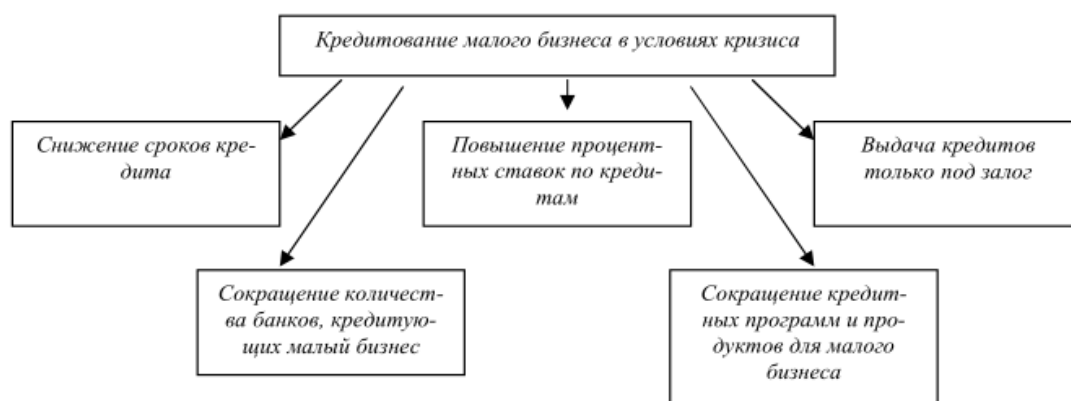 Кредитование малого бизнеса в условиях кризиса
Снижение сроков кре-
дита
Повышение процент-
ных ставок по креди-
там
Выдача кредитов
только под залог
Сокращение количест-
ва банков, кредитую-
щих малый бизнес
Сокращение кредит-
ных программ и про-
дуктов для малого
бизнеса